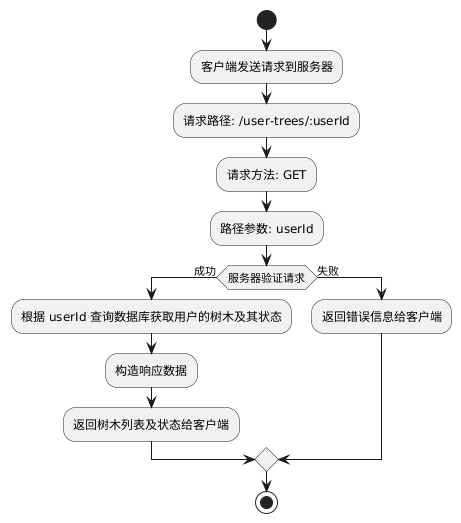 客户端发送请求到服务器
请求路径: /user-trees/:userId
请求方法: GET
路径参数: userId
服务器验证请求
成功
失败
根据 userId 查询数据库获取用户的树木及其状态
返回错误信息给客户端
构造响应数据
返回树木列表及状态给客户端